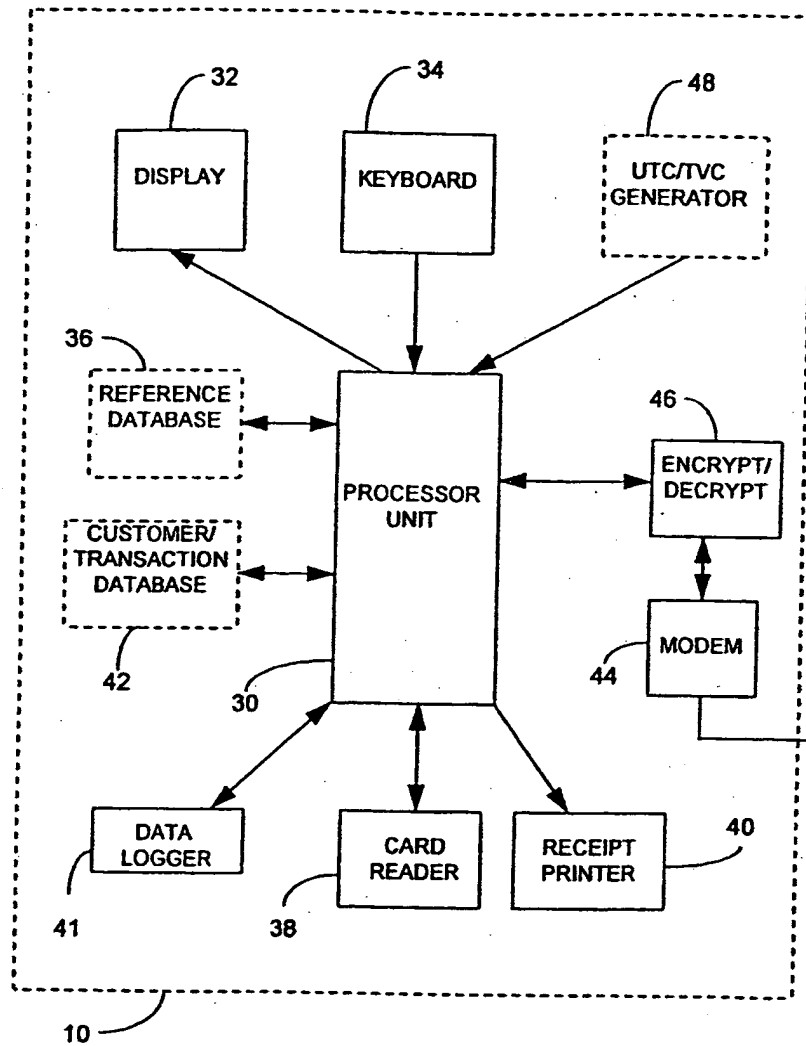 32
34
48
DISPLAY
KEYBOARD
UTC/TVC
GENERATOR
36
REFERENCE
DATABASE
46
ENCRYPT/
DECRYPT
PROCESSOR
UNIT
CUSTOMER/
TRANSACTION
DATABASE
42
MODEM
44
30
DATA
LOGGER
41
CARD
READER
38
RECEIPT
PRINTER
40
10